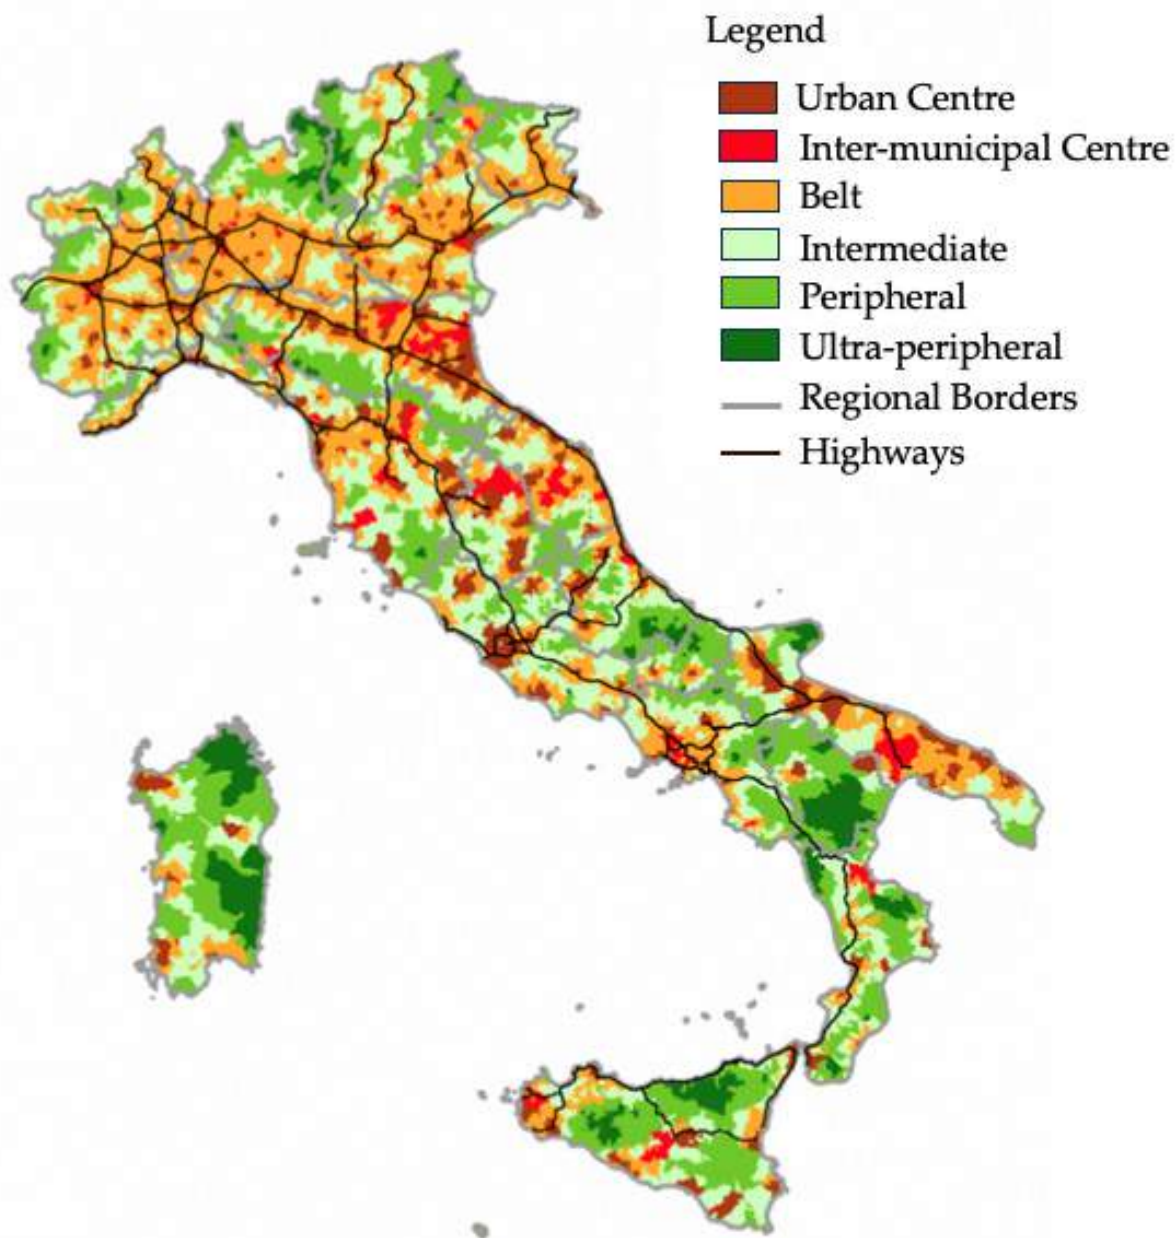 Legend
Urban Centre
Inter-municipal Centre
Belt
Intermediate
Peripheral
Ultra-peripheral
Regional Borders
Highways